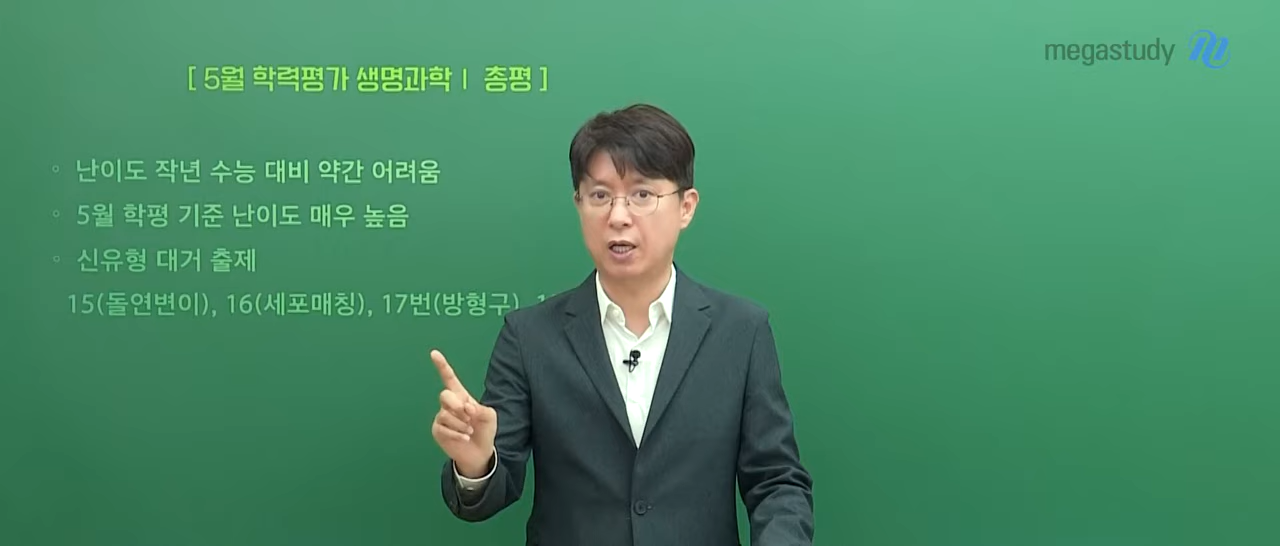 megastudy
[ 5월 학력평가 생명과학Ⅰ 총평 ]
◦ 난이도 작년 수능 대비 약간 어려움
◦ 5월 학평 기준 난이도 매우 높음
◦ 신유형 대거 출제
15(돌연변이), 16(세포매칭), 17번(방형구),